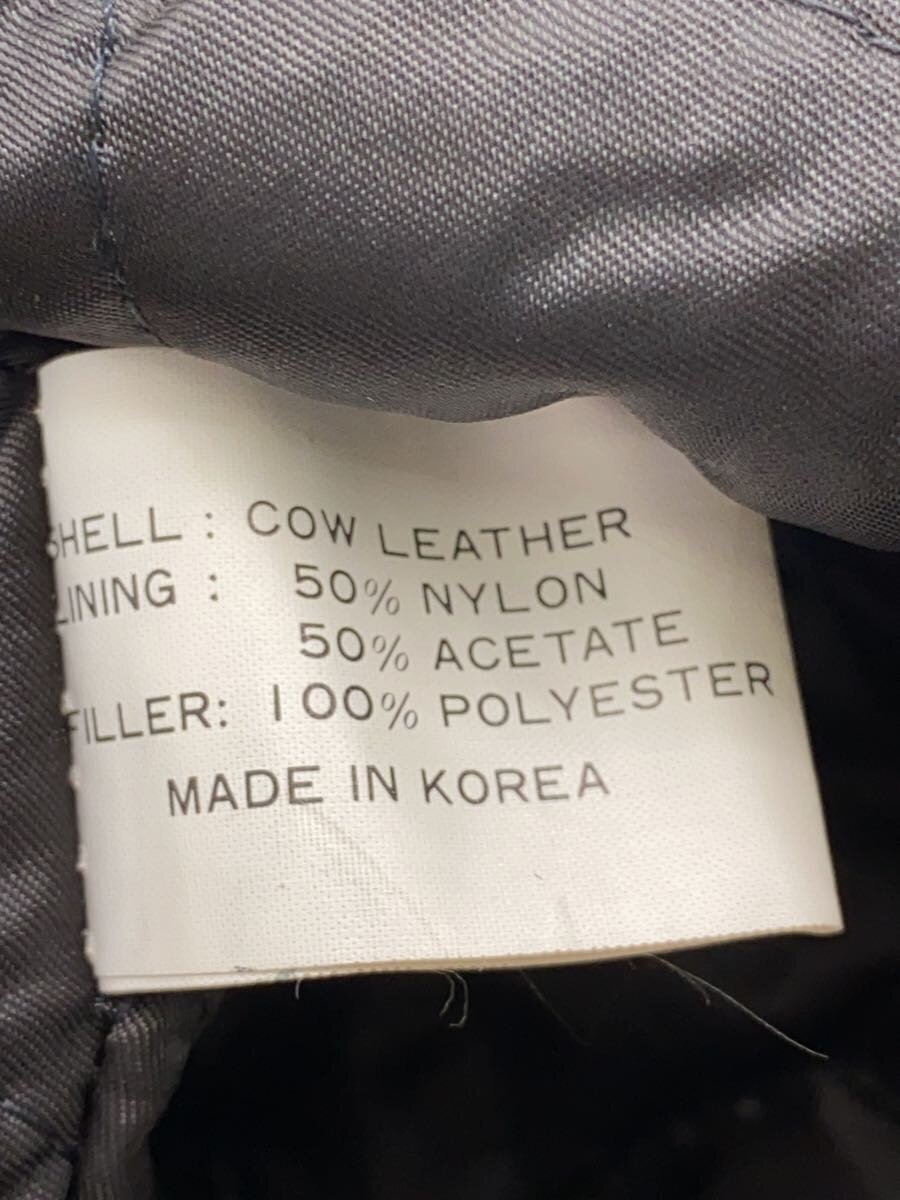 SHELL : COW LEATHER
LINING : 50% NYLON
50% ACETATE
FILLER: 100% POLYESTER
MADE IN KOREA